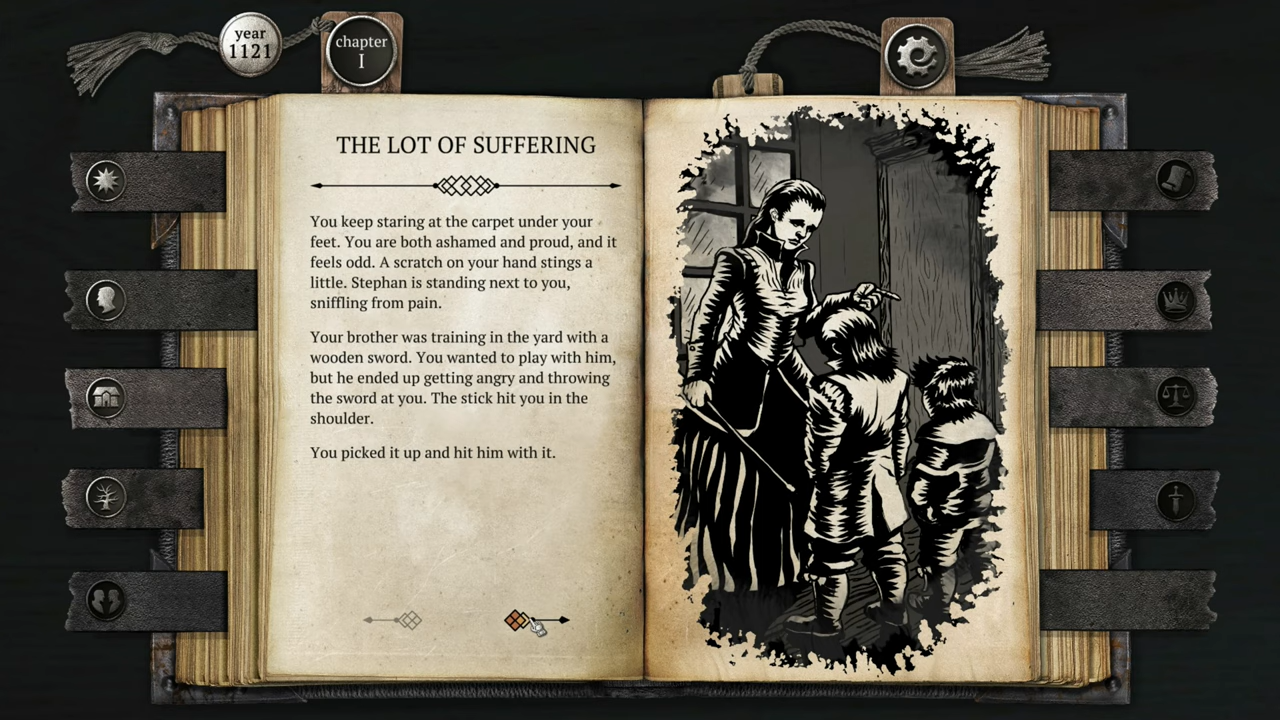 year
1121
chapter
I
THE LOT OF SUFFERING
You keep staring at the carpet under your
feet. You are both ashamed and proud, and it
feels odd. A scratch on your hand stings a
little. Stephan is standing next to you,
sniffling from pain.
Your brother was training in the yard with a
wooden sword. You wanted to play with him,
but he ended up getting angry and throwing
the sword at you. The stick hit you in the
shoulder.
You picked it up and hit him with it.